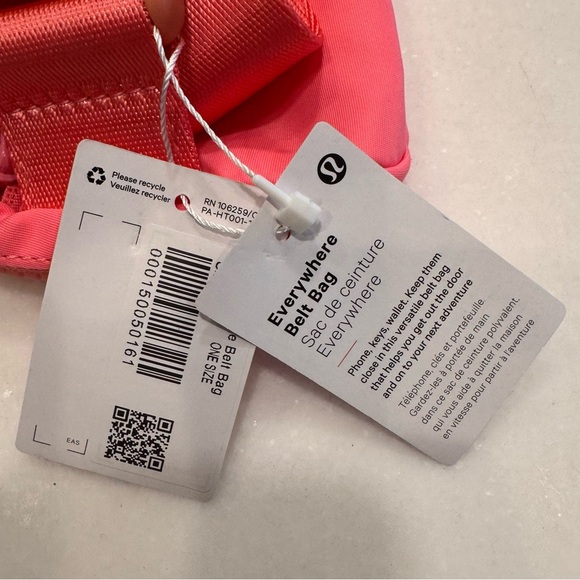 Please recycle
Veuillez recycler
RN 106259/C
PA-HT001-
000150050161
e Belt Bag
ONE SIZE
EAS
Everywhere
Belt Bag
Sac de ceinture
Everywhere
Phone, keys, wallet. Keep them
close in this versatile belt bag
that helps you get out the door
and on to your next adventure
Téléphone, clés et portefeuille.
Gardez-les à portée de main
dans ce sac de ceinture polyvalent,
qui vous aide à quitter la maison
en vitesse pour partir à l'aventure